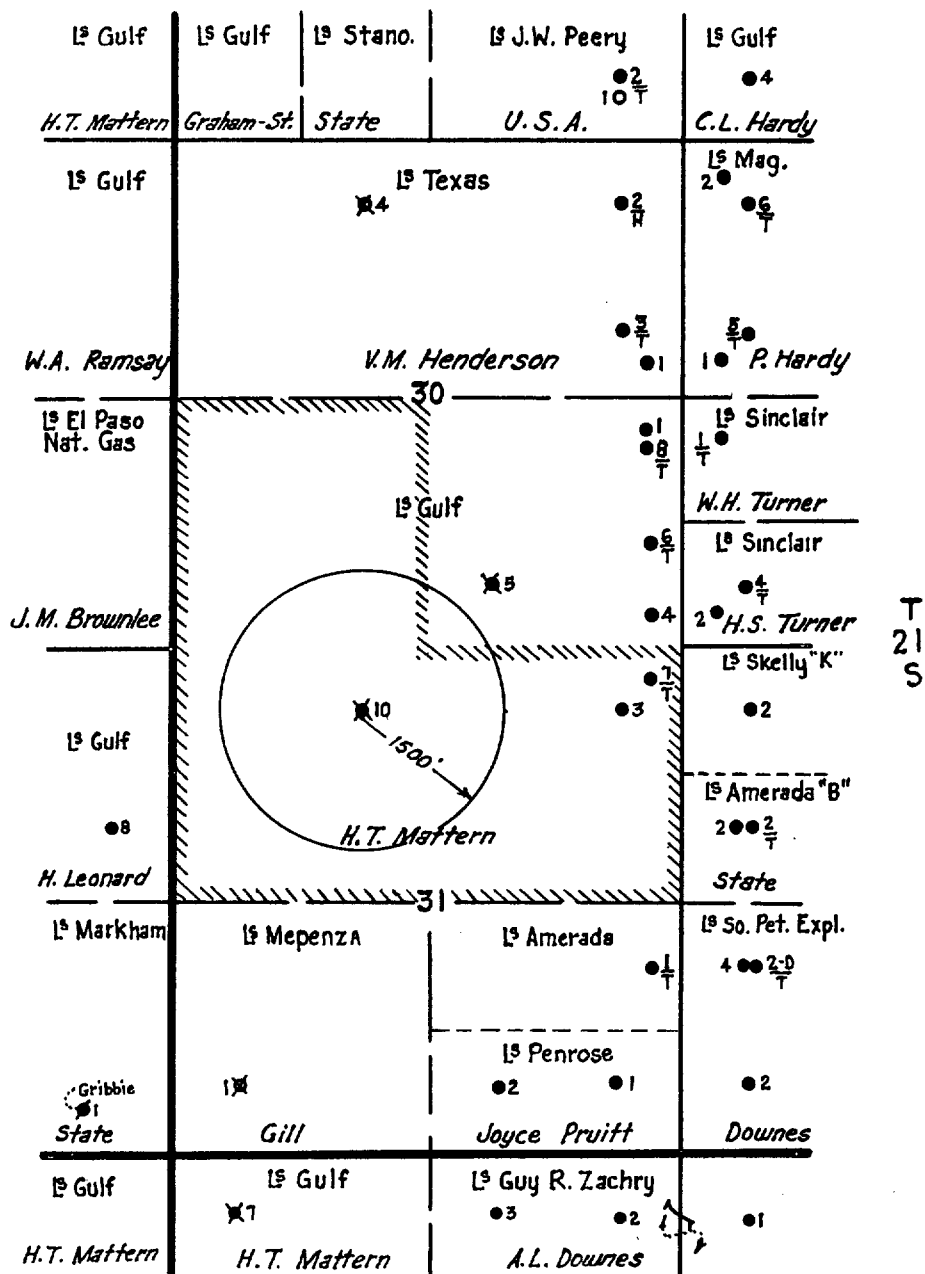 Ls Gulf
Ls Gulf
Ls Stano.
Ls J.W. Peery
Ls Gulf
2/T
10
4
H.T. Mattern
Graham-St.
State
U.S.A.
C.L. Hardy
Ls Gulf
Ls Texas
Ls Mag.
2
4
2/H
6/T
3/T
5/T
1
1
W.A. Ramsay
V.M. Henderson
P. Hardy
30
Ls El Paso
Nat. Gas
Ls Sinclair
1
8/T
1/T
Ls Gulf
W.H. Turner
Ls Sinclair
6/T
5
4/T
J.M. Brownlee
4
2
H.S. Turner
T
21
S
Ls Skelly "K"
7/T
3
2
10
1500'
Ls Gulf
Ls Amerada "B"
8
H.T. Mattern
2
2/T
H. Leonard
State
31
Ls Markham
Ls Mepenza
Ls Amerada
Ls So. Pet. Expl.
1/T
4
2-D/T
Ls Penrose
Gribbie
1
1
2
1
2
State
Gill
Joyce Pruitt
Downes
Ls Gulf
Ls Gulf
Ls Guy R. Zachry
7
3
2
1
H.T. Mattern
H.T. Mattern
A.L. Downes